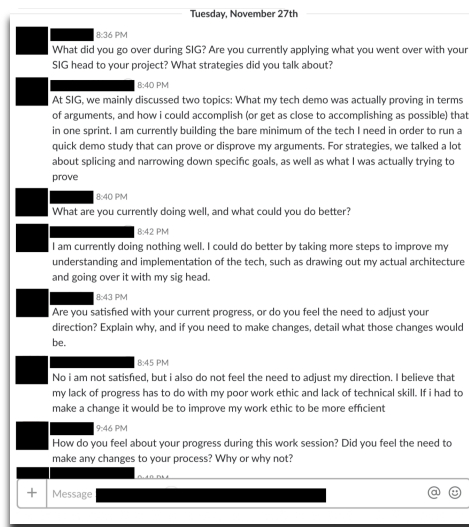 Tuesday, November 27th
8:36 PM
What did you go over during SIG? Are you currently applying what you went over with your
SIG head to your project? What strategies did you talk about?
8:40 PM
At SIG, we mainly discussed two topics: What my tech demo was actually proving in terms
of arguments, and how i could accomplish (or get as close to accomplishing as possible) that
in one sprint. I am currently building the bare minimum of the tech I need in order to run a
quick demo study that can prove or disprove my arguments. For strategies, we talked a lot
about splicing and narrowing down specific goals, as well as what I was actually trying to
prove
8:40 PM
What are you currently doing well, and what could you do better?
8:42 PM
I am currently doing nothing well. I could do better by taking more steps to improve my
understanding and implementation of the tech, such as drawing out my actual architecture
and going over it with my sig head.
8:43 PM
Are you satisfied with your current progress, or do you feel the need to adjust your
direction? Explain why, and if you need to make changes, detail what those changes would
be.
8:45 PM
No i am not satisfied, but i also do not feel the need to adjust my direction. I believe that
my lack of progress has to do with my poor work ethic and lack of technical skill. If i had to
make a change it would be to improve my work ethic to be more efficient
9:46 PM
How do you feel about your progress during this work session? Did you feel the need to
make any changes to your process? Why or why not?
Message